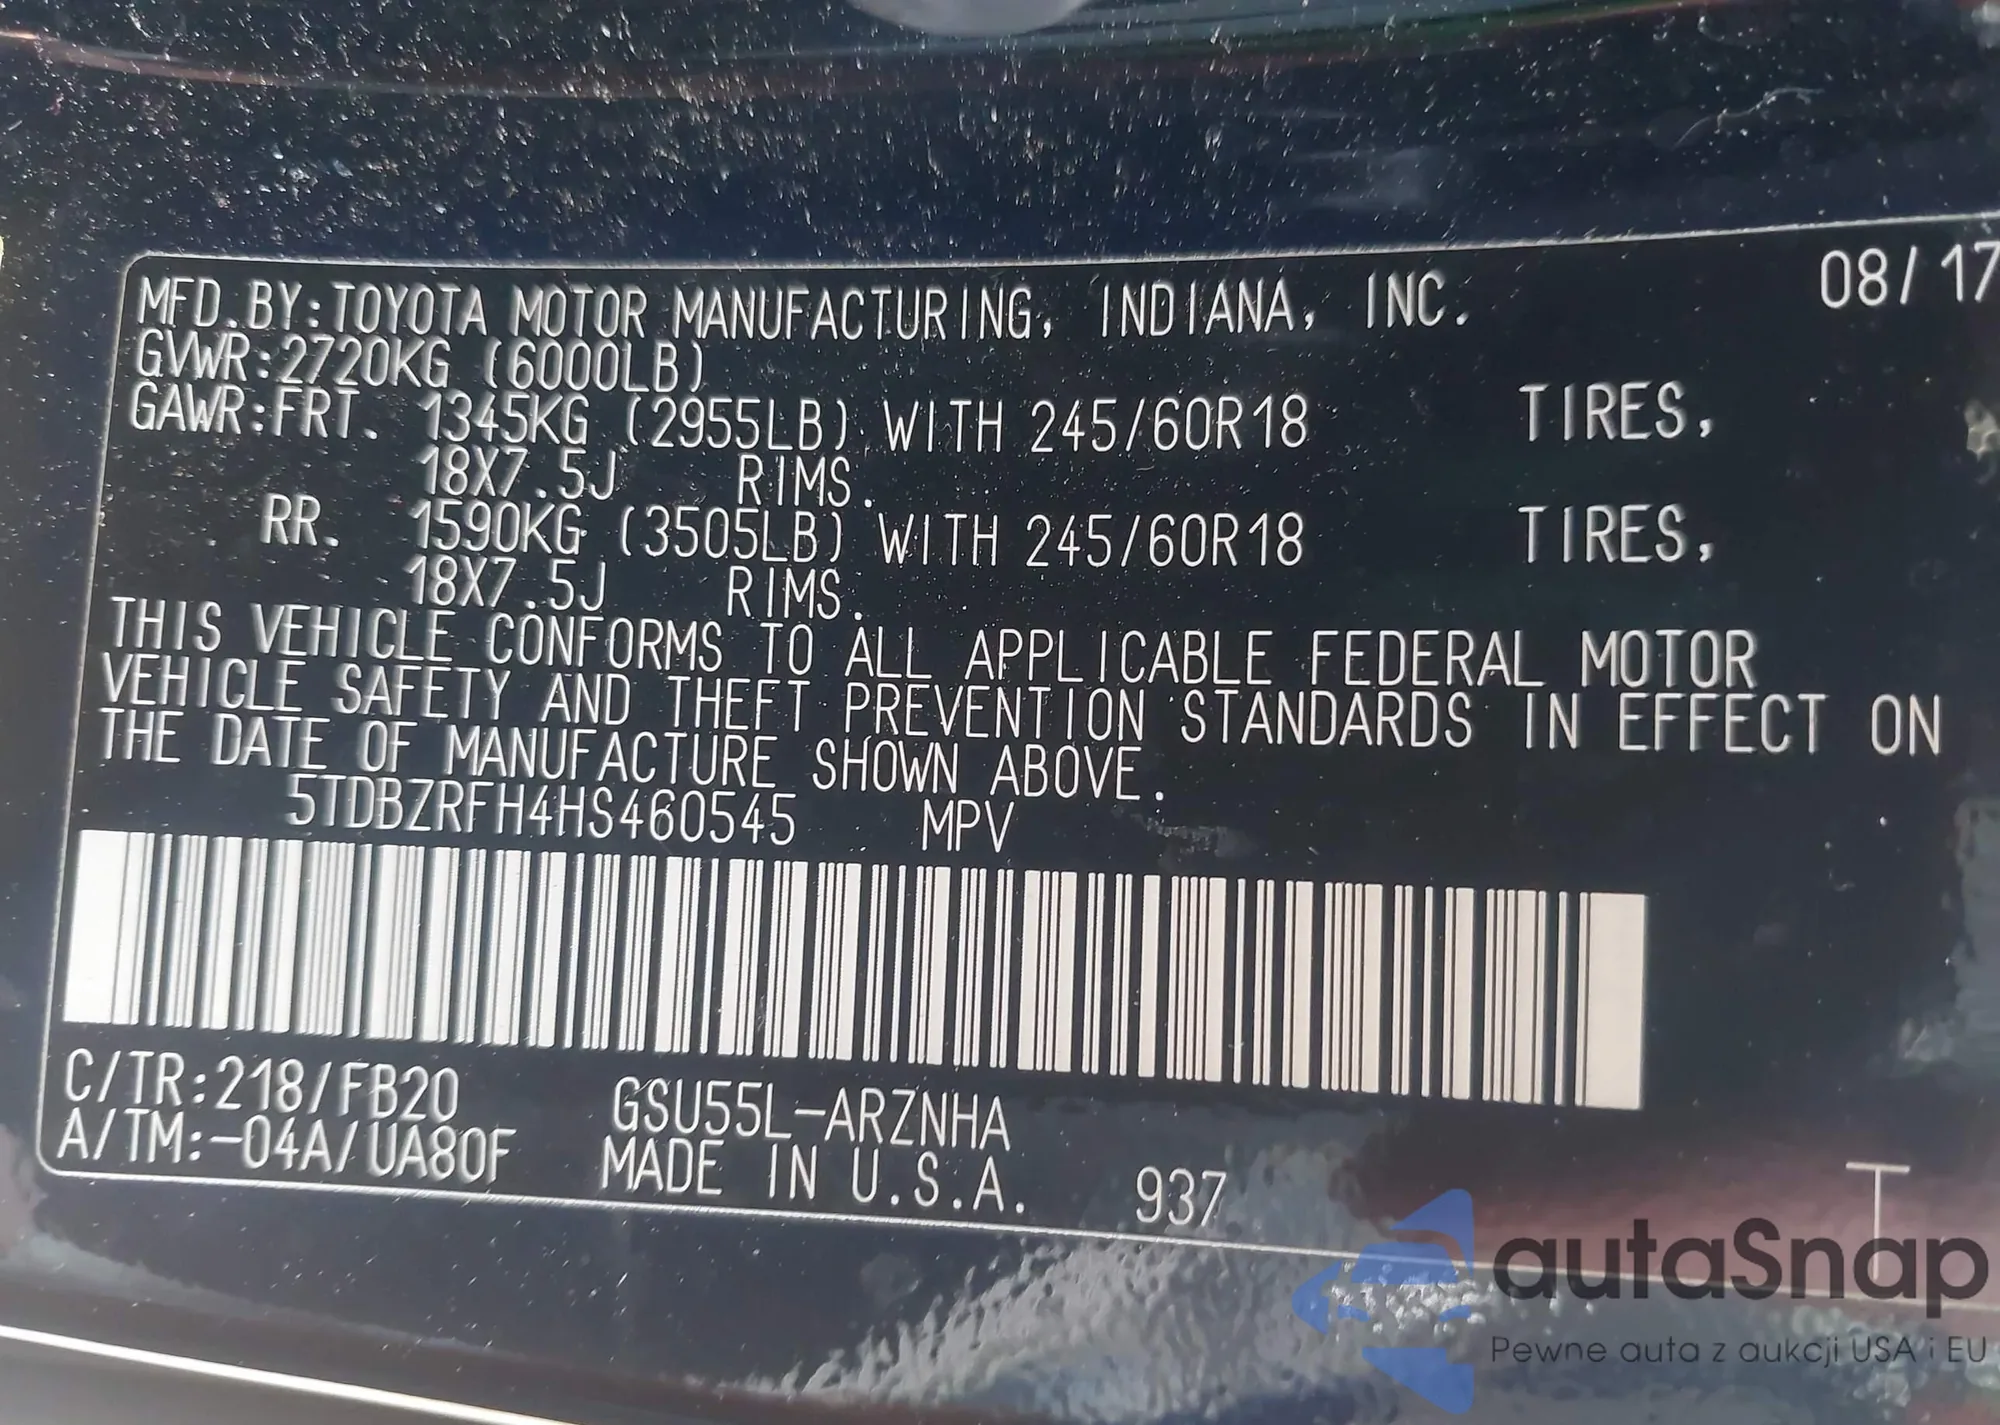 08/17
MFD.BY:TOYOTA MOTOR MANUFACTURING, INDIANA, INC.
GVWR:2720KG (6000LB)
GAWR:FRT. 1345KG (2955LB) WITH 245/60R18 TIRES,
18X7.5J RIMS.
RR. 1590KG (3505LB) WITH 245/60R18 TIRES,
18X7.5J RIMS.
THIS VEHICLE CONFORMS TO ALL APPLICABLE FEDERAL MOTOR
VEHICLE SAFETY AND THEFT PREVENTION STANDARDS IN EFFECT ON
THE DATE OF MANUFACTURE SHOWN ABOVE.
5TDBZRFH4HS460545 MPV
C/TR:218/FB20 GSU55L-ARZNHA
A/TM:-04A/UA80F MADE IN U.S.A. 937
T
autaSnap
Pewne auta z aukcji USA i EU